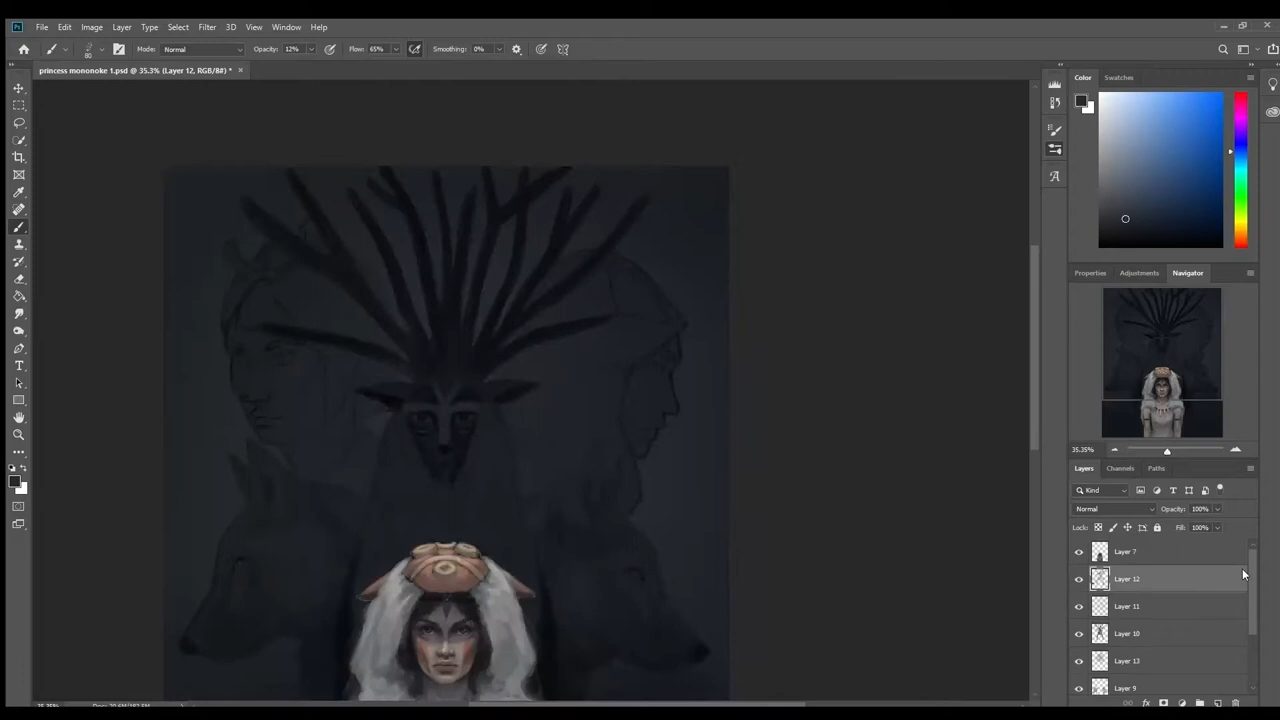 Ps File Edit Image Layer Type Select Filter 3D View Window Help
80 Mode: Normal Opacity: 12% Flow: 65% Smoothing: 0%
princess mononoke 1.psd @ 35.3% (Layer 12, RGB/8#) * ×
Color Swatches
A
Properties Adjustments Navigator
35.35%
Layers Channels Paths
Kind
Normal Opacity: 100%
Lock: Fill: 100%
Layer 7
Layer 12
Layer 11
Layer 10
Layer 13
Layer 9
fx